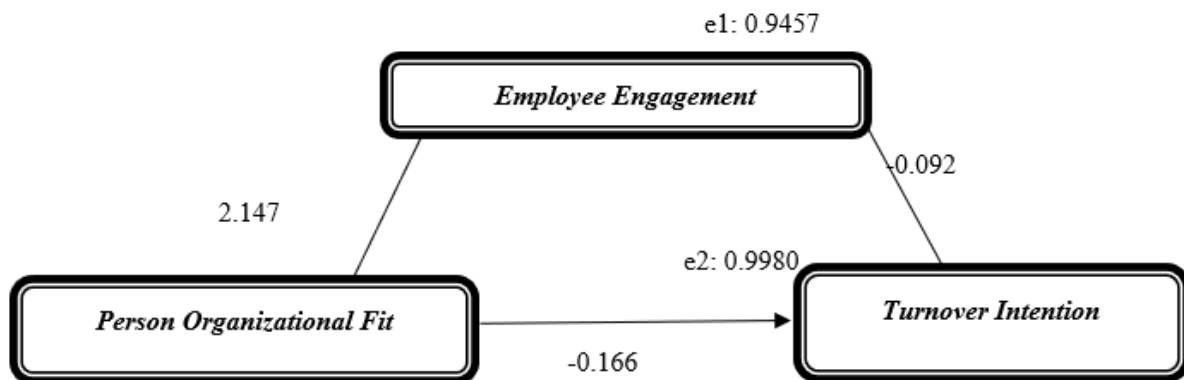 e1: 0.9457
Employee Engagement
-0.092
2.147
e2: 0.9980
Person Organizational Fit
Turnover Intention
-0.166